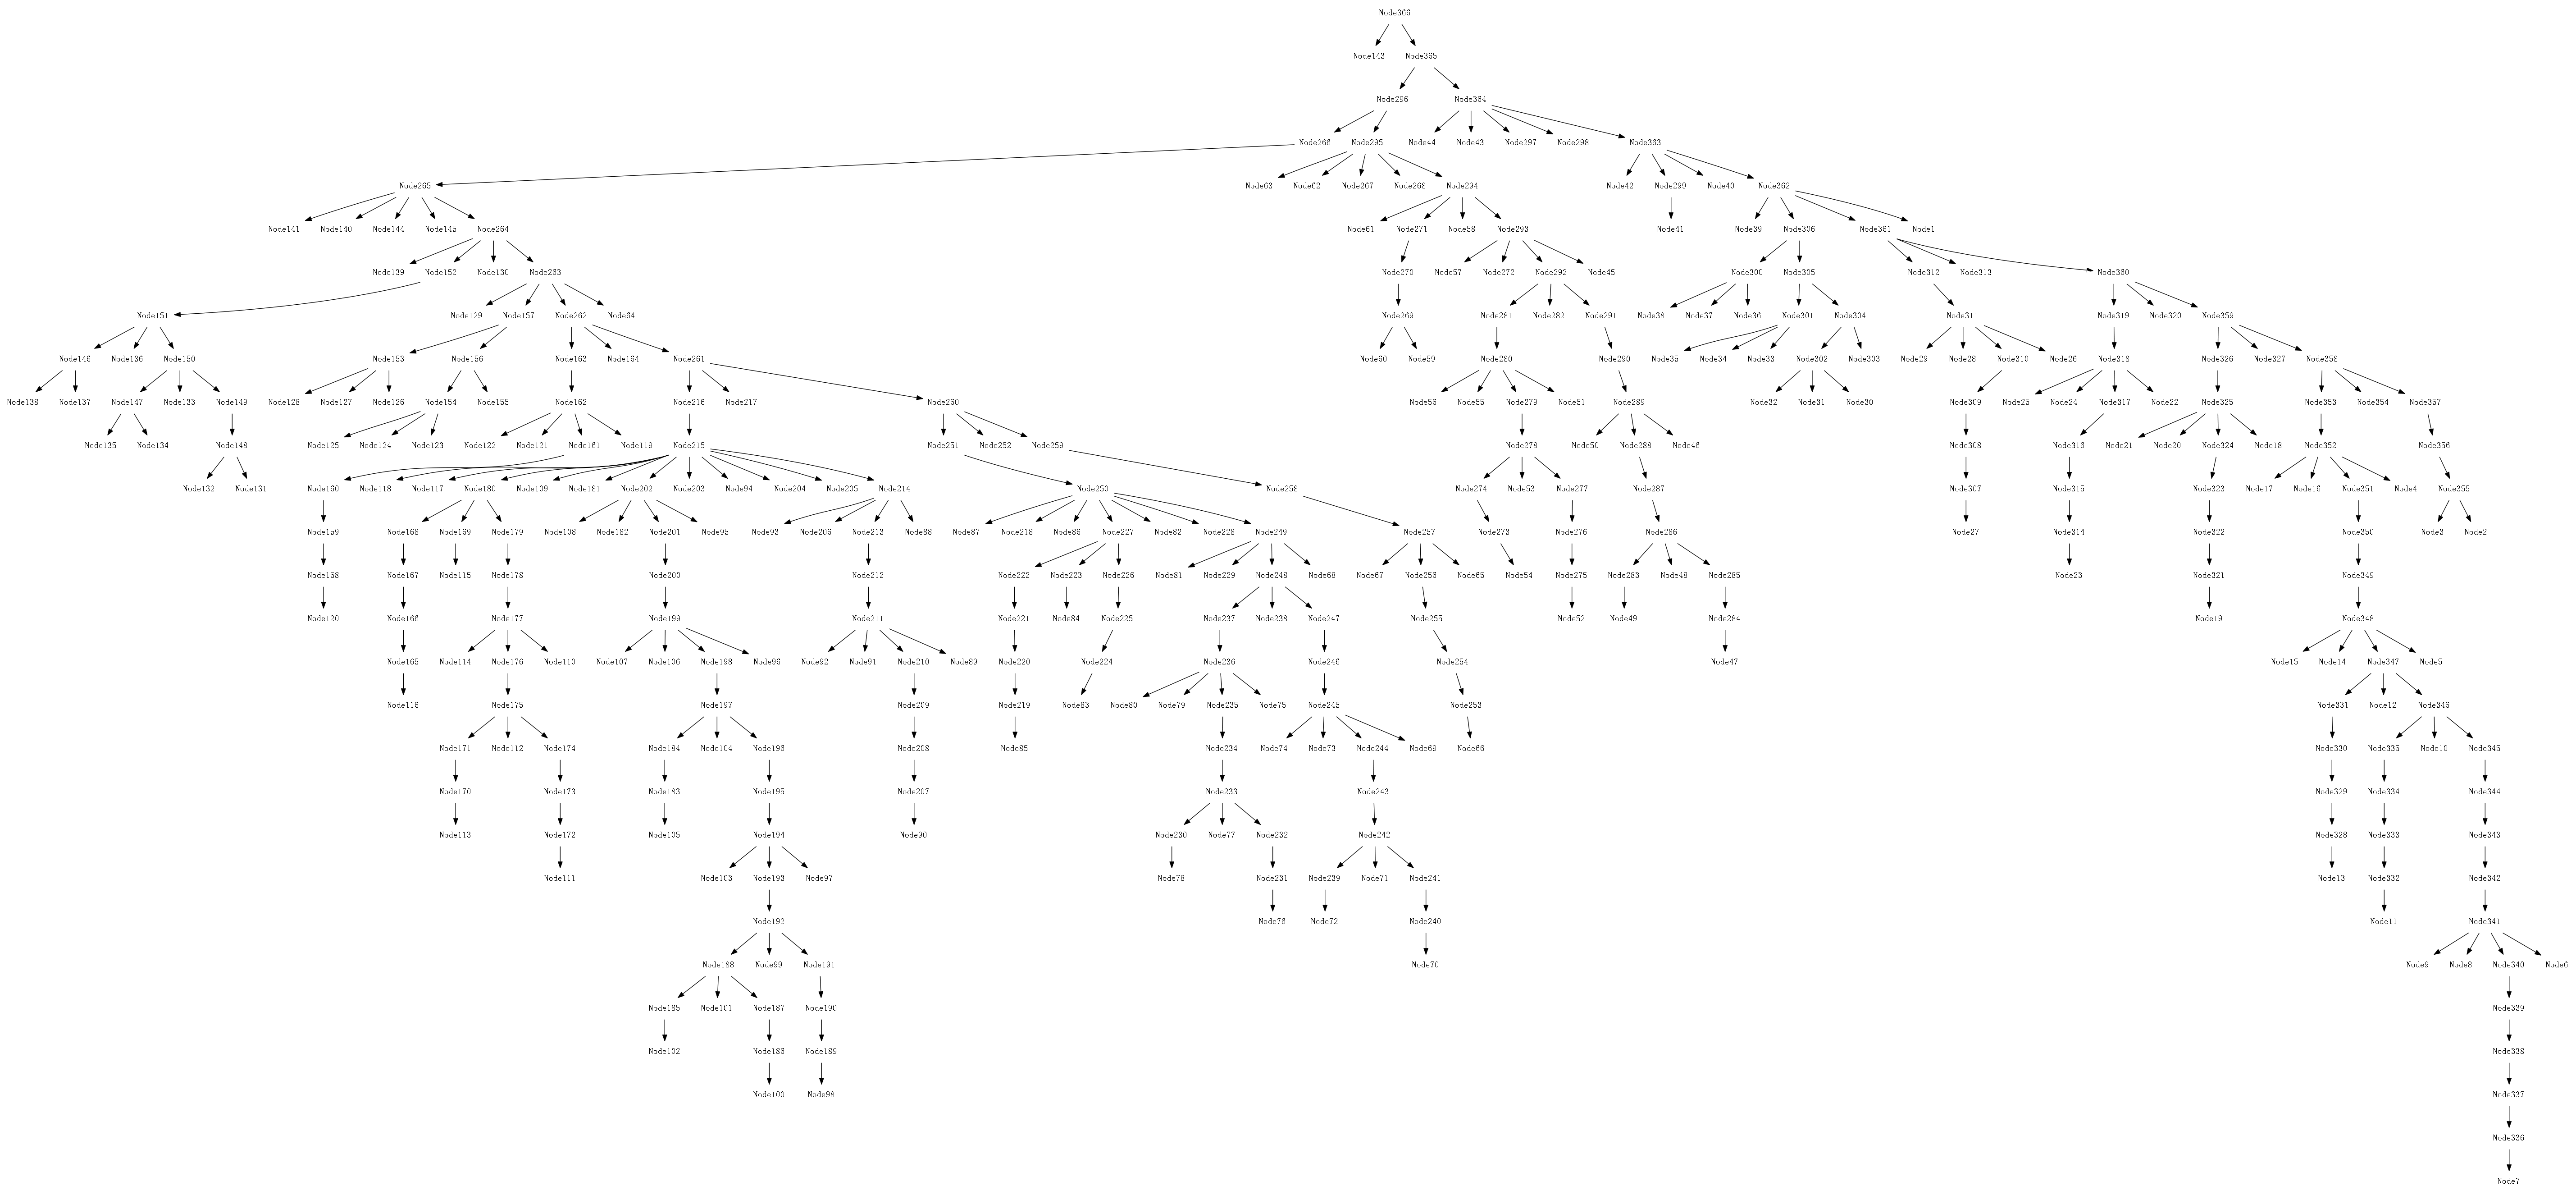 Node366
Node143 Node365
Node296 Node364
Node266 Node295 Node44 Node43 Node297 Node298 Node363
Node265 Node63 Node62 Node267 Node268 Node294 Node42 Node299 Node40 Node362
Node141 Node140 Node144 Node145 Node264 Node61 Node271 Node58 Node293 Node41 Node39 Node306 Node361 Node1
Node139 Node152 Node130 Node263 Node270 Node57 Node272 Node292 Node45 Node300 Node305 Node312 Node313 Node360
Node151 Node129 Node157 Node262 Node64 Node269 Node281 Node282 Node291 Node38 Node37 Node36 Node301 Node304 Node311 Node319 Node320 Node359
Node146 Node136 Node150 Node153 Node156 Node163 Node164 Node261 Node60 Node59 Node280 Node290 Node35 Node34 Node33 Node302 Node303 Node29 Node28 Node310 Node26 Node318 Node326 Node327 Node358
Node138 Node137 Node147 Node133 Node149 Node128 Node127 Node126 Node154 Node155 Node162 Node216 Node217 Node260 Node56 Node55 Node279 Node51 Node289 Node32 Node31 Node30 Node309 Node25 Node24 Node317 Node22 Node325 Node353 Node354 Node357
Node135 Node134 Node148 Node125 Node124 Node123 Node122 Node121 Node161 Node119 Node215 Node251 Node252 Node259 Node278 Node50 Node288 Node46 Node308 Node316 Node21 Node20 Node324 Node18 Node352 Node356
Node132 Node131 Node160 Node118 Node117 Node180 Node109 Node181 Node202 Node203 Node94 Node204 Node205 Node214 Node250 Node258 Node274 Node53 Node277 Node287 Node307 Node315 Node323 Node17 Node16 Node351 Node4 Node355
Node159 Node168 Node169 Node179 Node108 Node182 Node201 Node95 Node93 Node206 Node213 Node88 Node87 Node218 Node86 Node227 Node82 Node228 Node249 Node257 Node273 Node276 Node286 Node27 Node314 Node322 Node350 Node3 Node2
Node158 Node167 Node115 Node178 Node200 Node212 Node222 Node223 Node226 Node81 Node229 Node248 Node68 Node67 Node256 Node65 Node54 Node275 Node283 Node48 Node285 Node23 Node321 Node349
Node120 Node166 Node177 Node199 Node211 Node221 Node84 Node225 Node237 Node238 Node247 Node255 Node52 Node49 Node284 Node19 Node348
Node165 Node114 Node176 Node110 Node107 Node106 Node198 Node96 Node92 Node91 Node210 Node89 Node220 Node224 Node236 Node246 Node254 Node47 Node15 Node14 Node347 Node5
Node116 Node175 Node197 Node209 Node219 Node83 Node80 Node79 Node235 Node75 Node245 Node253 Node331 Node12 Node346
Node171 Node112 Node174 Node184 Node104 Node196 Node208 Node85 Node234 Node74 Node73 Node244 Node69 Node66 Node330 Node335 Node10 Node345
Node170 Node173 Node183 Node195 Node207 Node233 Node243 Node329 Node334 Node344
Node113 Node172 Node105 Node194 Node90 Node230 Node77 Node232 Node242 Node328 Node333 Node343
Node111 Node103 Node193 Node97 Node78 Node231 Node239 Node71 Node241 Node13 Node332 Node342
Node192 Node76 Node72 Node240 Node11 Node341
Node188 Node99 Node191 Node70 Node9 Node8 Node340 Node6
Node185 Node101 Node187 Node190 Node339
Node102 Node186 Node189 Node338
Node100 Node98 Node337
Node336
Node7